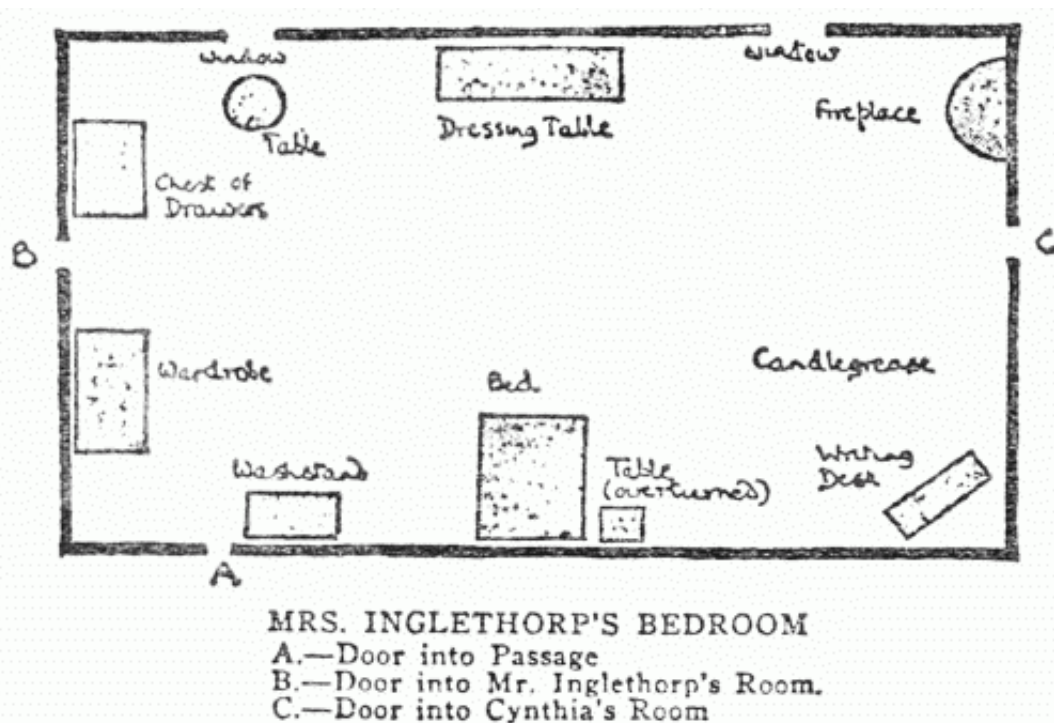 window
window
Table
Dressing Table
Fireplace
Chest of
Drawers
B
C
Wardrobe
Bed
Candlegrease
Washstand
Table
(overturned)
Writing
Desk
A
MRS. INGLETHORP'S BEDROOM
A.—Door into Passage
B.—Door into Mr. Inglethorp's Room.
C.—Door into Cynthia's Room